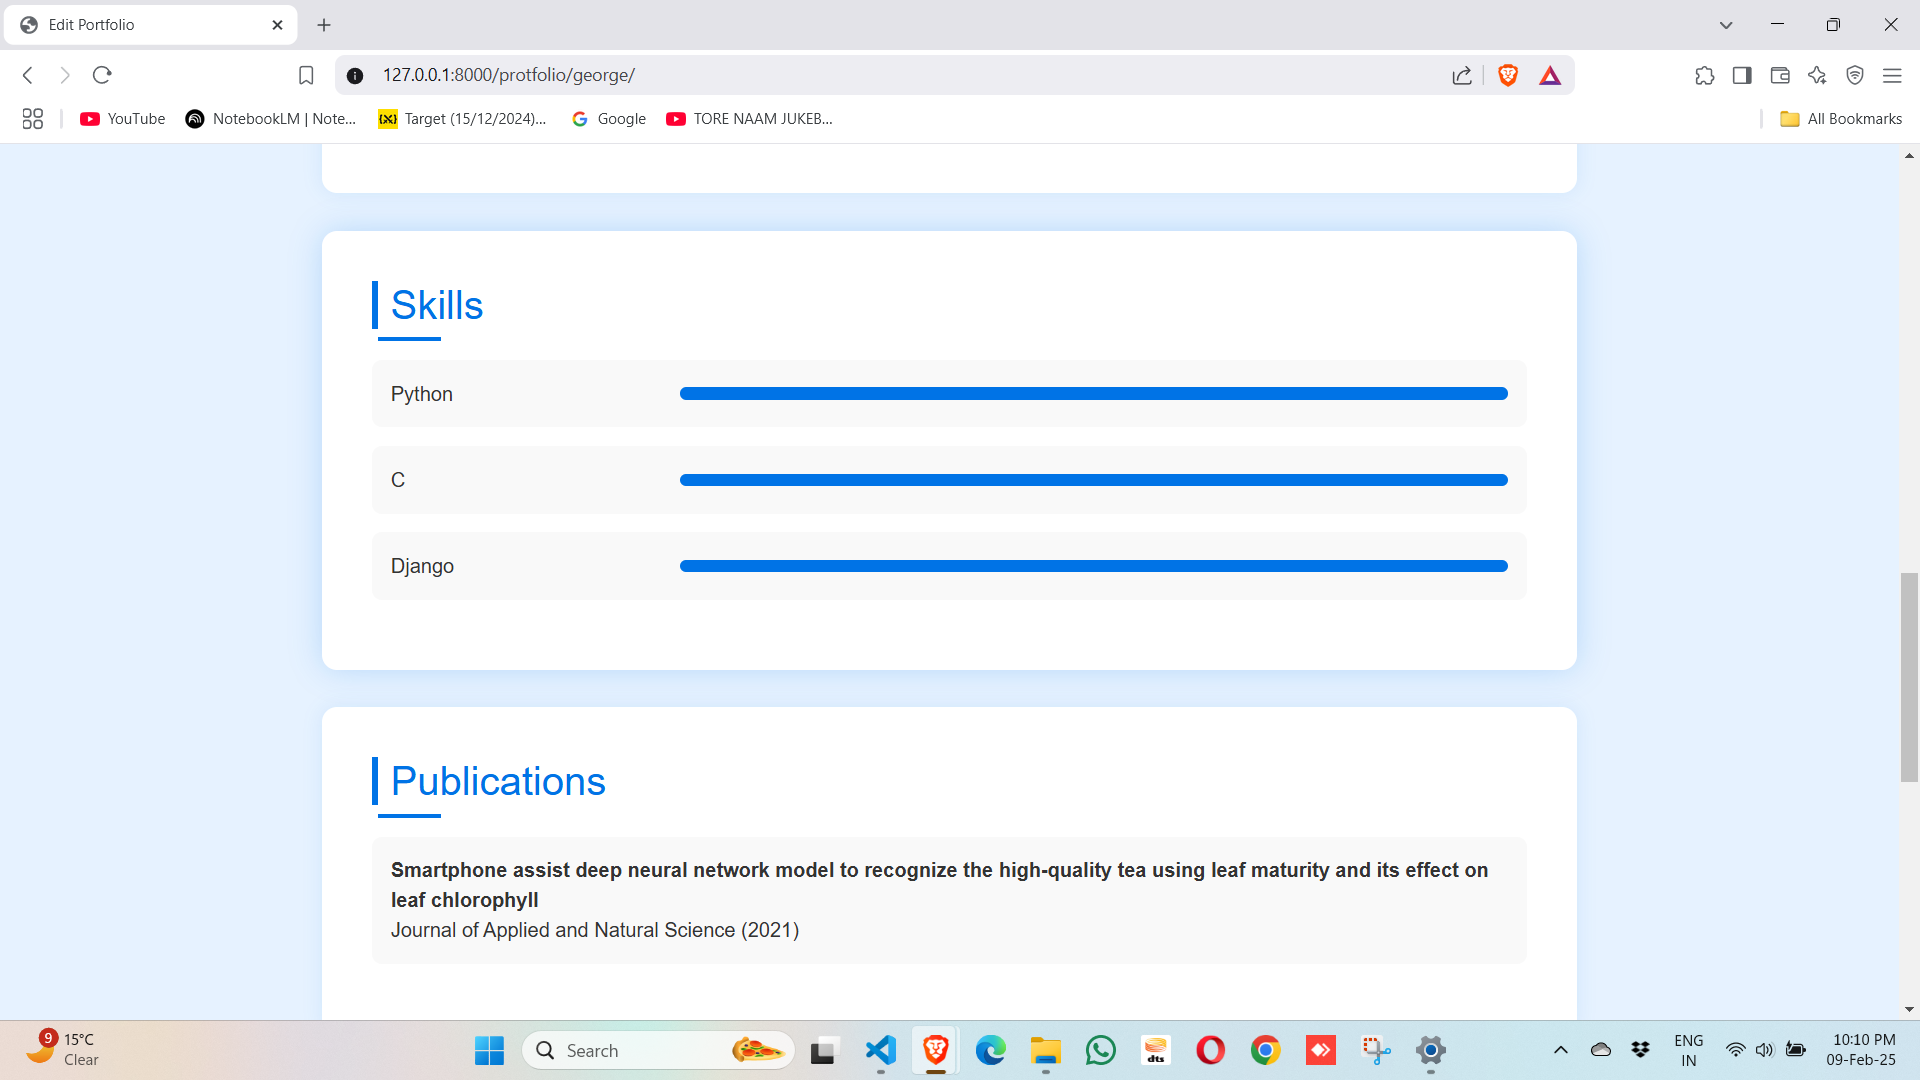 Edit Portfolio
127.0.0.1:8000/protfolio/george/
YouTube
NotebookLM | Note...
Target (15/12/2024)...
Google
TORE NAAM JUKEB...
All Bookmarks
Skills
Python
C
Django
Publications
Smartphone assist deep neural network model to recognize the high-quality tea using leaf maturity and its effect on
leaf chlorophyll
Journal of Applied and Natural Science (2021)
9
15°C
Clear
Search
dts
ENG
IN
10:10 PM
09-Feb-25